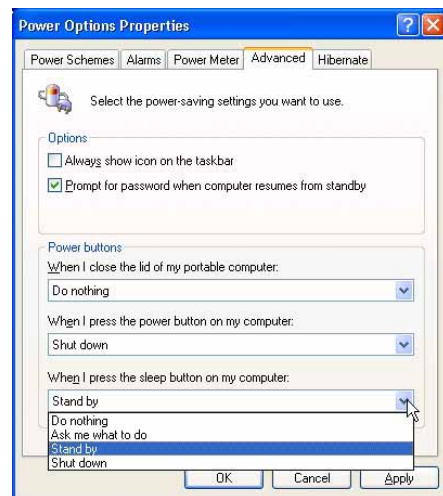 Power Options Properties
Power Schemes Alarms Power Meter Advanced Hibernate
Select the power-saving settings you want to use.
Options
Always show icon on the taskbar
Prompt for password when computer resumes from standby
Power buttons
When I close the lid of my portable computer:
Do nothing
When I press the power button on my computer:
Shut down
When I press the sleep button on my computer:
Stand by
Do nothing
Ask me what to do
Stand by
Shut down
OK Cancel Apply